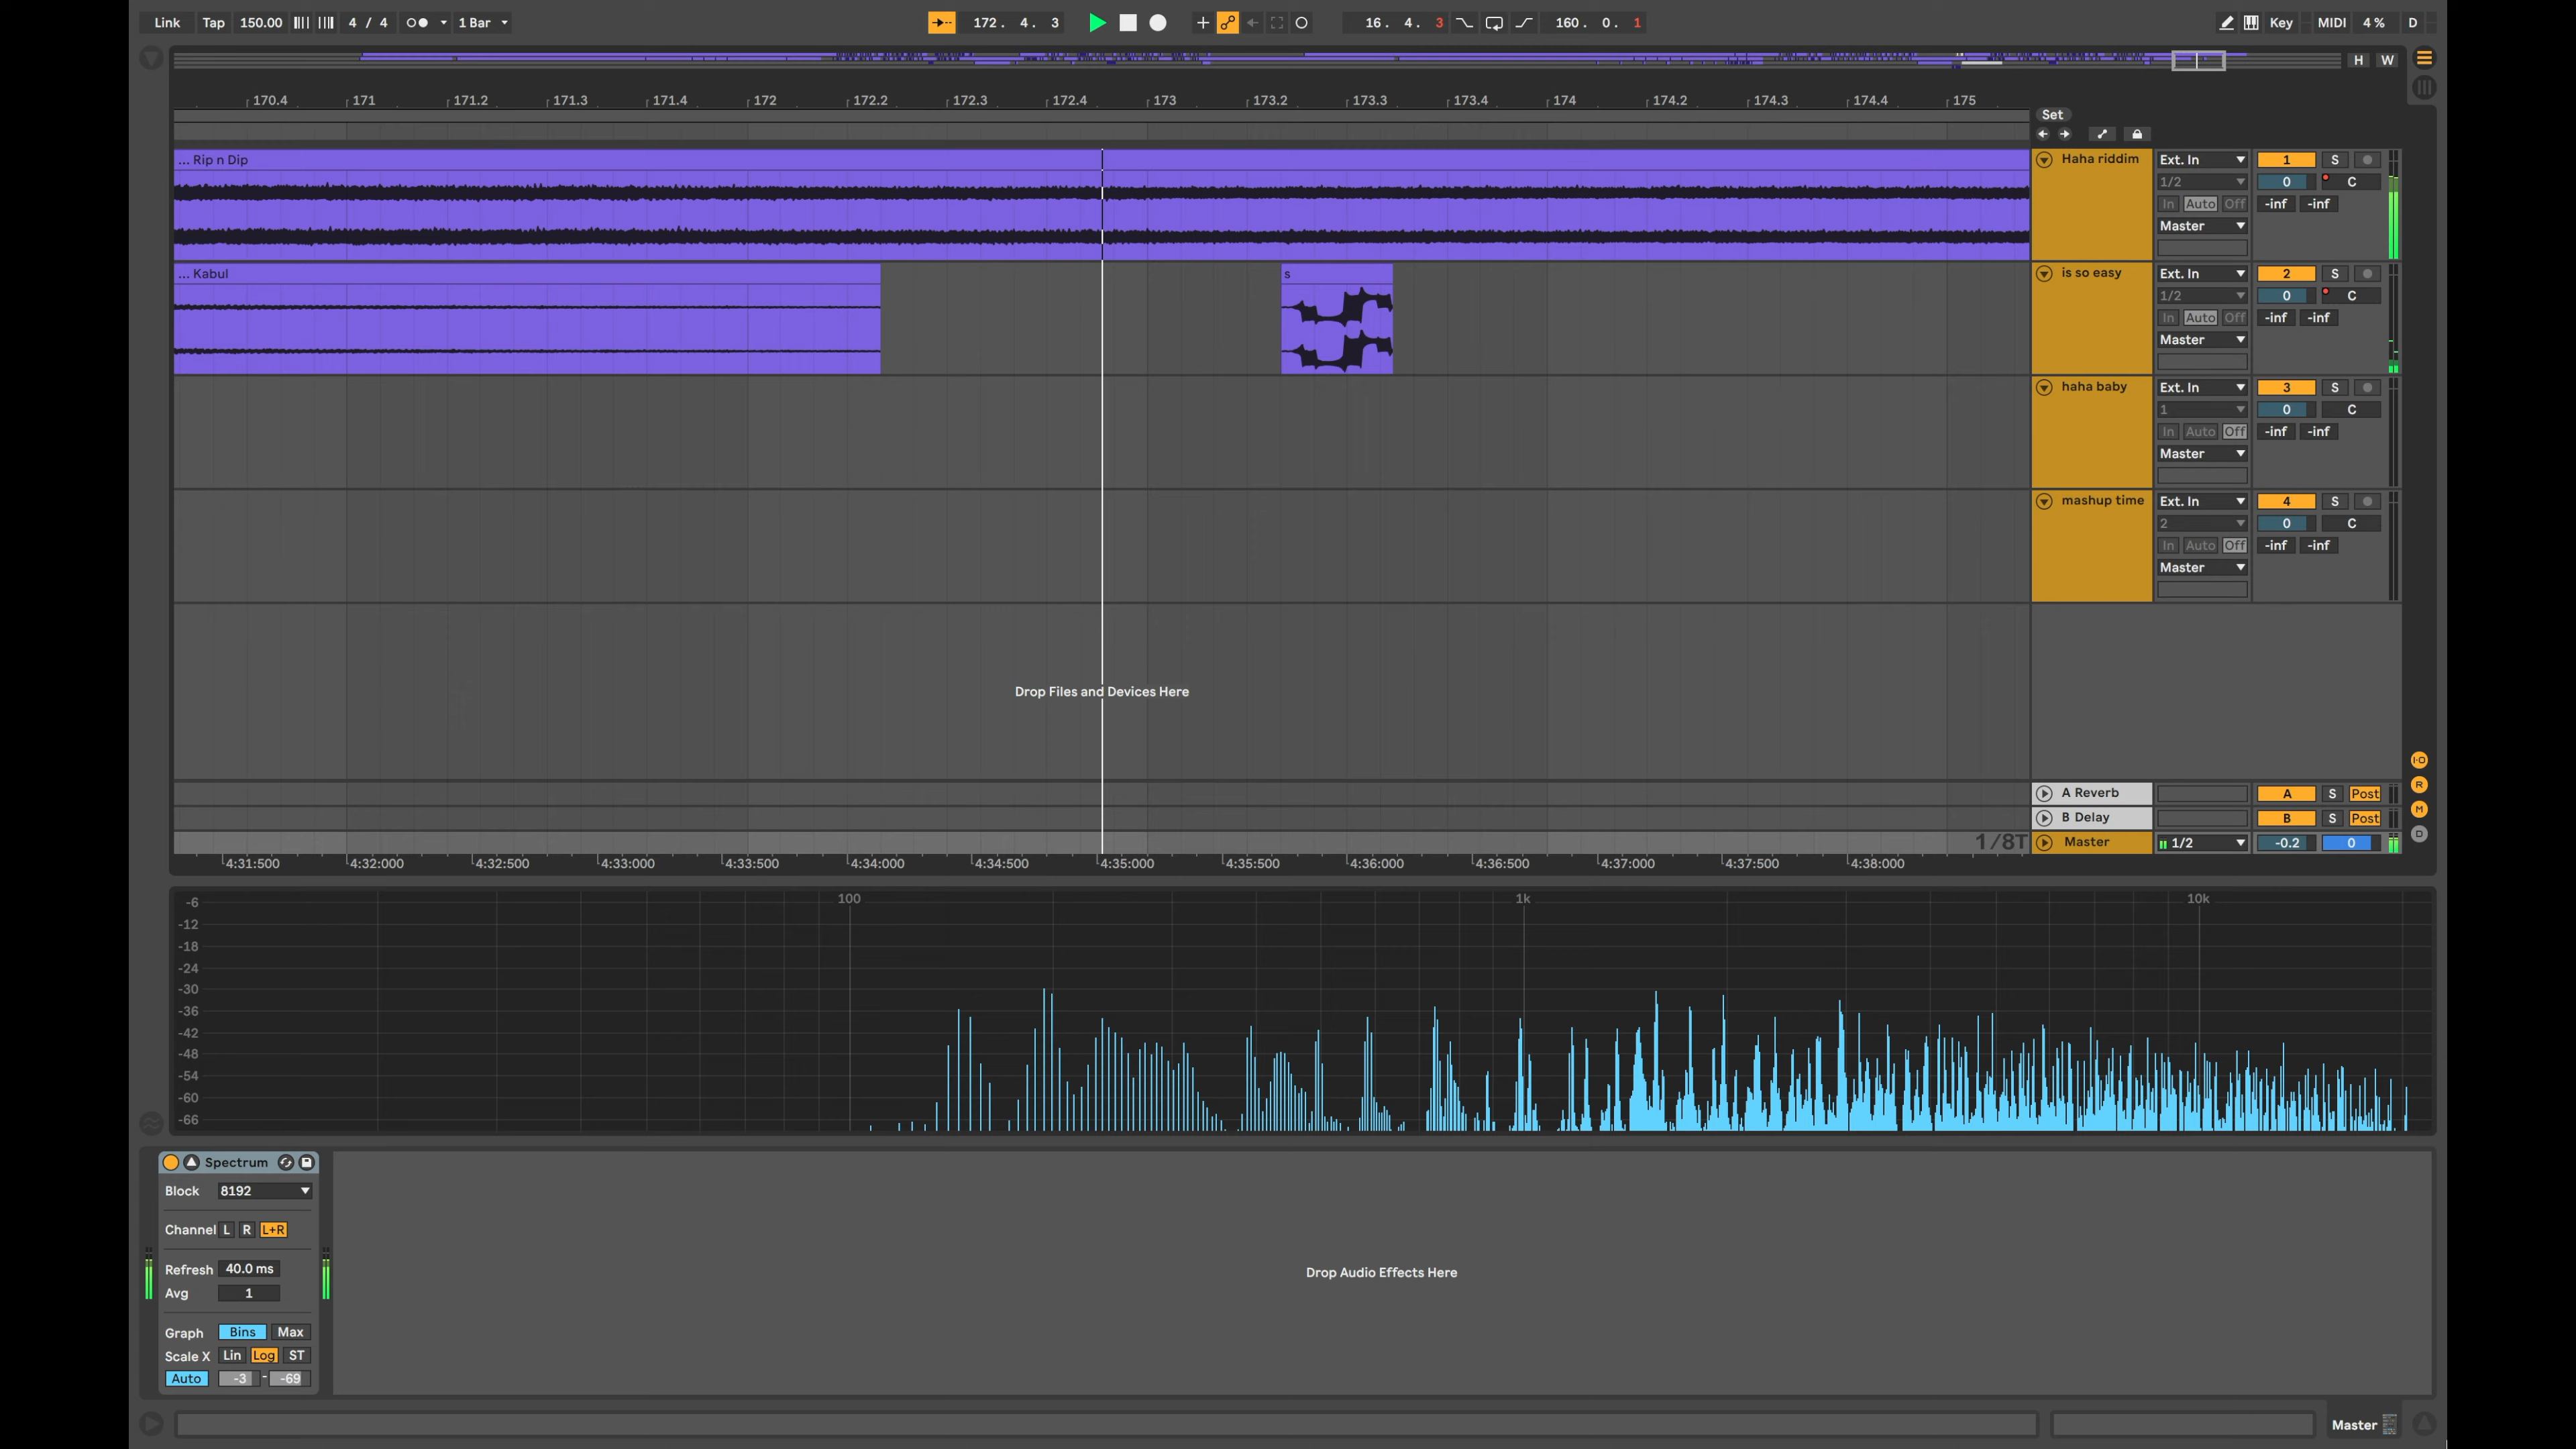 Link Tap 150.00 4 / 4 1 Bar 172. 4. 3 16. 4. 3 160. 0. 1 Key MIDI 4 % D
H W
170.4 171 171.2 171.3 171.4 172 172.2 172.3 172.4 173 173.2 173.3 173.4 174 174.2 174.3 174.4 175
Set
... Rip n Dip
Haha riddim Ext. In 1 S
1/2 0 C
In Auto Off -inf -inf
Master
... Kabul s
is so easy Ext. In 2 S
1/2 0 C
In Auto Off -inf -inf
Master
haha baby Ext. In 3 S
1 0 C
In Auto Off -inf -inf
Master
mashup time Ext. In 4 S
2 0 C
In Auto Off -inf -inf
Master
Drop Files and Devices Here
I·O
R
M
D
A Reverb A S Post
B Delay B S Post
1/8T Master 1/2 -0.2 0
4:31:500 4:32:000 4:32:500 4:33:000 4:33:500 4:34:000 4:34:500 4:35:000 4:35:500 4:36:000 4:36:500 4:37:000 4:37:500 4:38:000
100 1k 10k
-6
-12
-18
-24
-30
-36
-42
-48
-54
-60
-66
Spectrum
Block 8192
Channel L R L+R
Refresh 40.0 ms
Avg 1
Graph Bins Max
Scale X Lin Log ST
Auto -3 - -69
Drop Audio Effects Here
Master